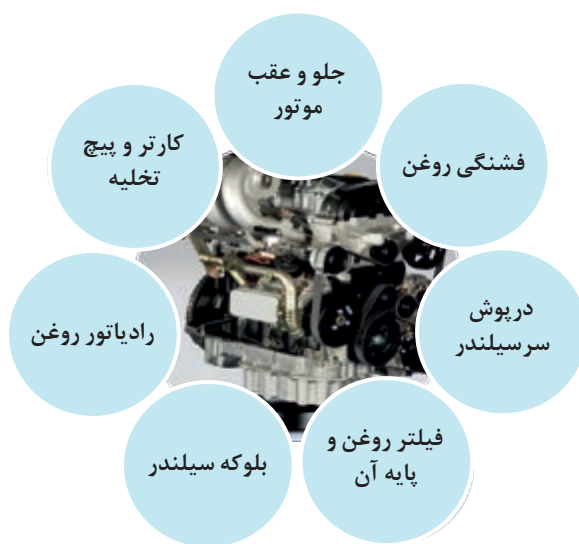 جلو و عقب
موتور
فشنگی روغن
درپوش
سرسیلندر
فیلتر روغن و
پایه آن
بلوکه سیلندر
رادیاتور روغن
کارتر و پیچ
تخلیه